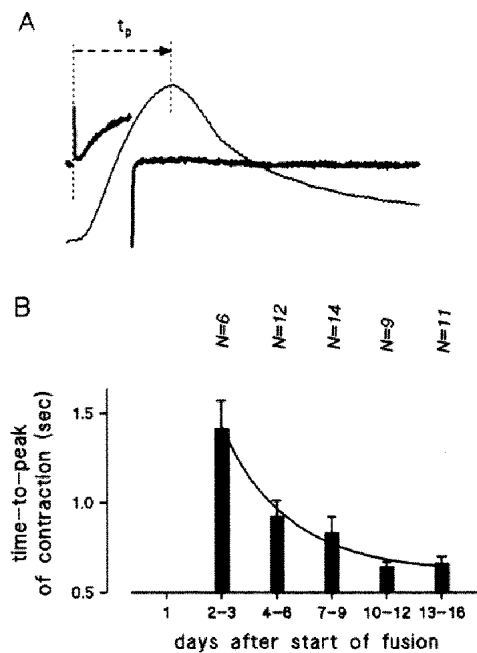 A
tp
B
N=6 N=12 N=14 N=9 N=11
time-to-peak
of contraction (sec)
1.5
1.0
0.5
1 2-3 4-6 7-9 10-12 13-16
days after start of fusion